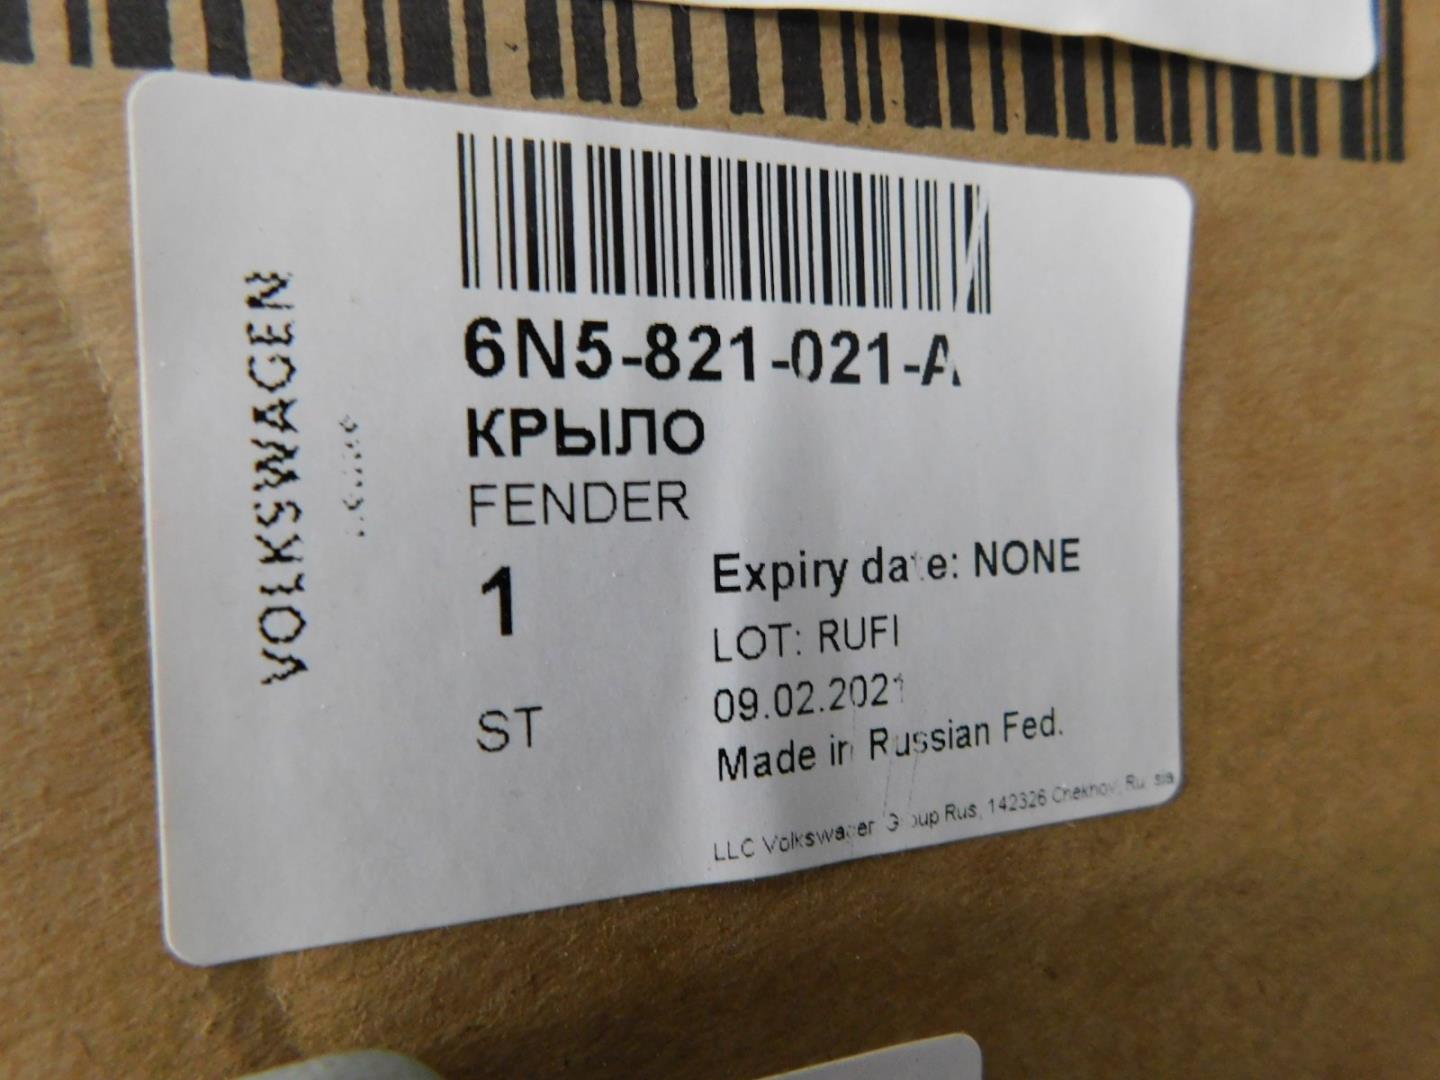 VOLKSWAGEN
6N5-821-021-A
КРЫЛО
FENDER
1
ST
Expiry date: NONE
LOT: RUFI
09.02.2021
Made in Russian Fed.
LLC Volkswagen Group Rus, 142326 Chekhov, Russia